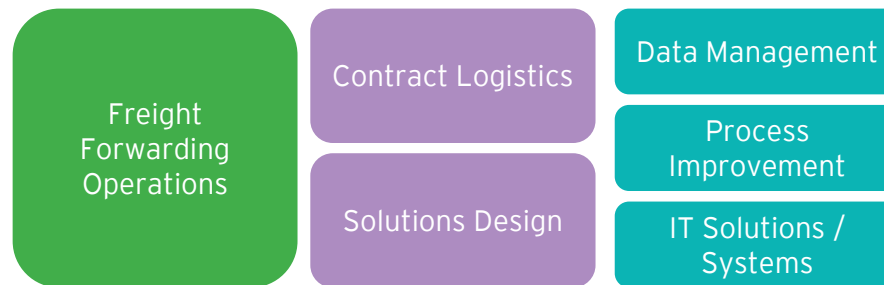 Freight
Forwarding
Operations
Contract Logistics
Solutions Design
Data Management
Process
Improvement
IT Solutions /
Systems